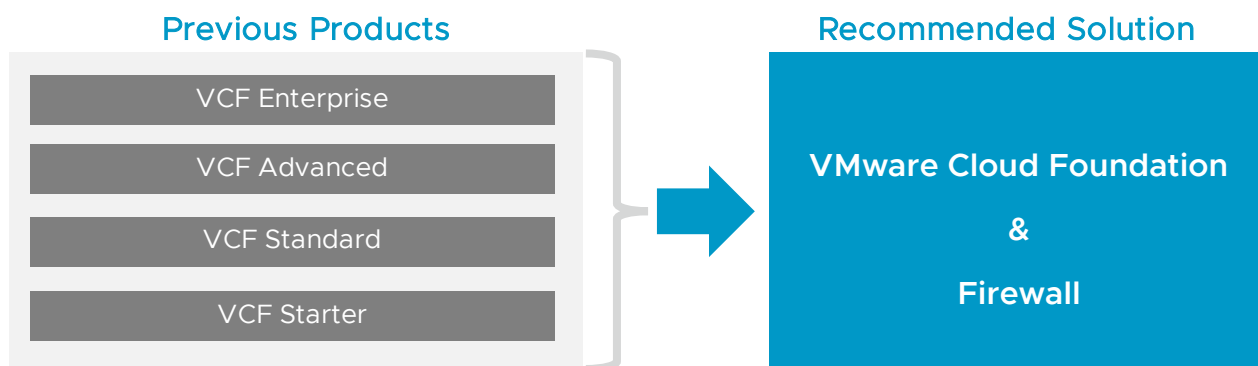 Previous Products
VCF Enterprise
VCF Advanced
VCF Standard
VCF Starter
Recommended Solution
VMware Cloud Foundation
&
Firewall